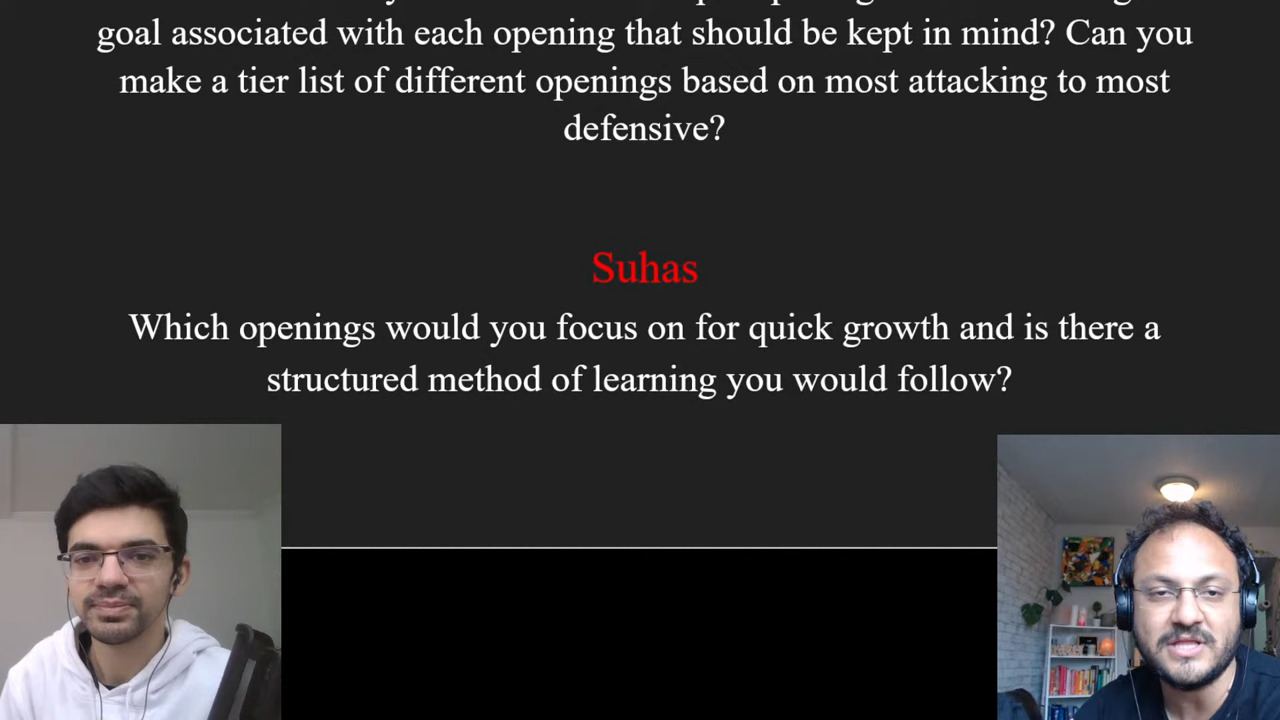 goal associated with each opening that should be kept in mind? Can you
make a tier list of different openings based on most attacking to most
defensive?
Suhas
Which openings would you focus on for quick growth and is there a
structured method of learning you would follow?